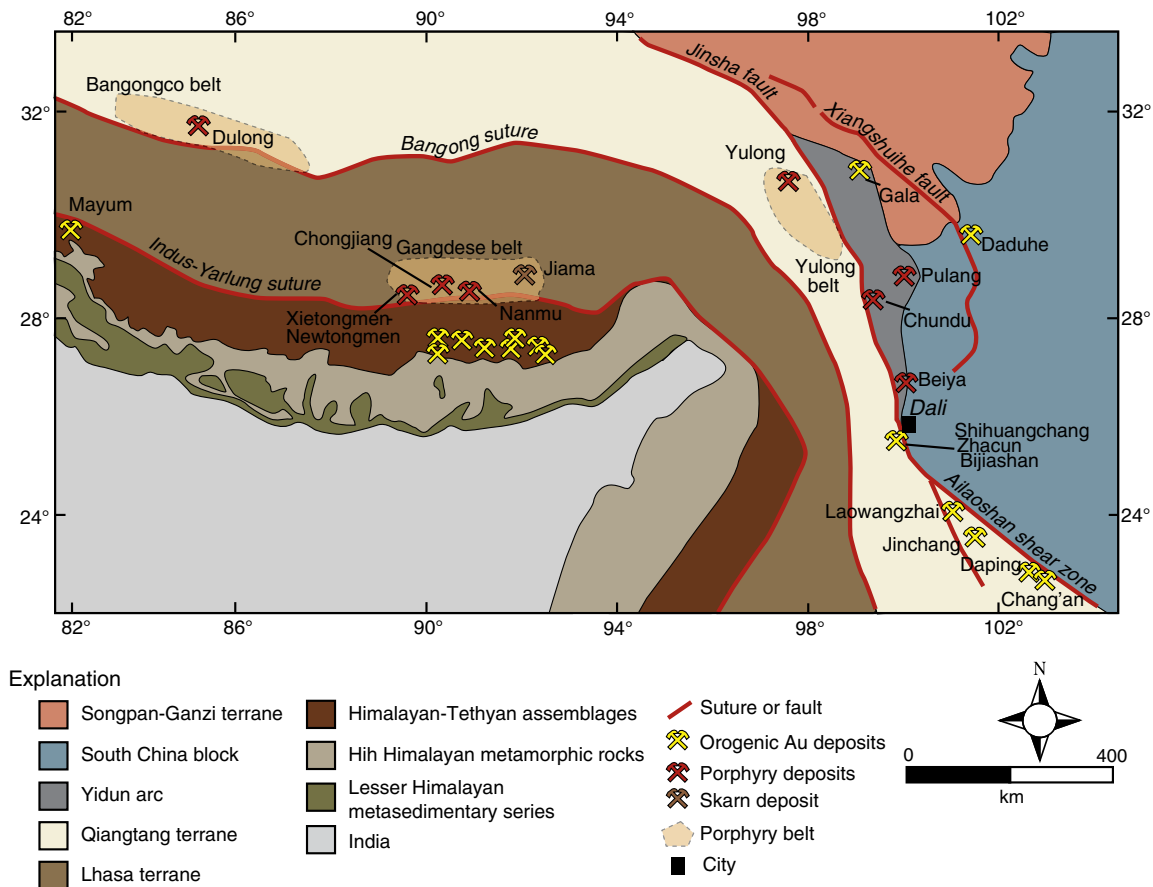 82° 86° 90° 94° 98° 102°
Jinsha fault
Bangongco belt
32° 32°
Dulong
Xiangshuihe fault
Bangong suture
Yulong
Gala
Mayum
Chongjiang
Gangdese belt
Daduhe
Indus-Yarlung suture
Jiama
Yulong
belt
Pulang
Nanmu
Chundu
28° 28°
Xietongmen-
Newtongmen
Beiya
Dali
Shihuangchang
Zhacun
Bijiashan
Ailaoshan shear zone
24° 24°
Laowangzhai
Jinchang
Daping
Chang'an
82° 86° 90° 94° 98° 102°
Explanation
Songpan-Ganzi terrane
South China block
Yidun arc
Qiangtang terrane
Lhasa terrane
Himalayan-Tethyan assemblages
Hih Himalayan metamorphic rocks
Lesser Himalayan
metasedimentary series
India
Suture or fault
Orogenic Au deposits
Porphyry deposits
Skarn deposit
Porphyry belt
City
N
0 400
km